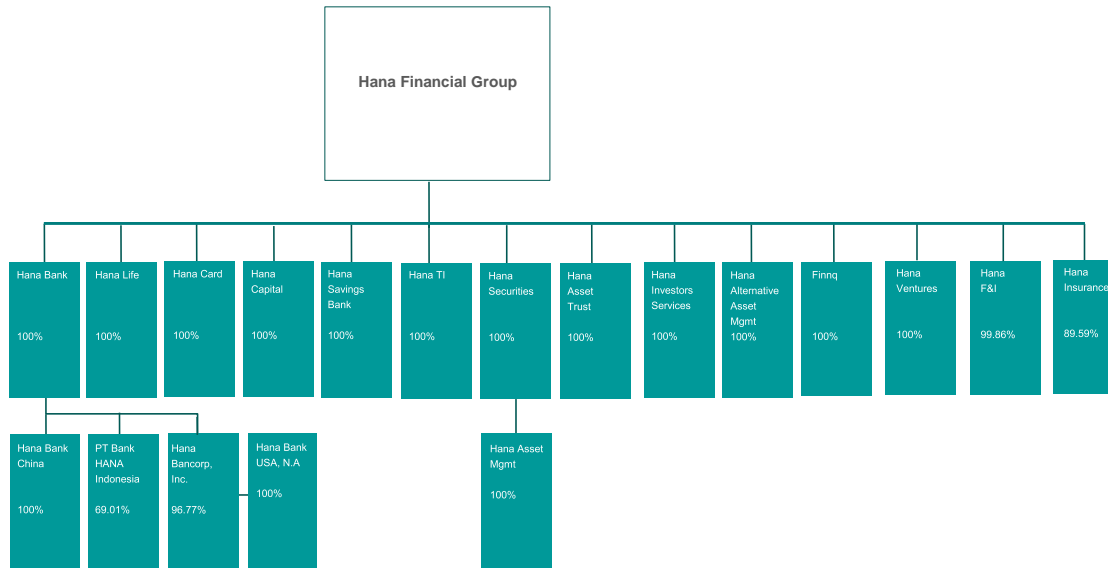 Hana Financial Group
Hana Bank
100%
Hana Life
100%
Hana Card
100%
Hana
Capital
100%
Hana
Savings
Bank
100%
Hana TI
100%
Hana
Securities
100%
Hana
Asset
Trust
100%
Hana
Investors
Services
100%
Hana
Alternative
Asset
Mgmt
100%
Finnq
100%
Hana
Ventures
100%
Hana
F&I
99.86%
Hana
Insurance
89.59%
Hana Bank
China
100%
PT Bank
HANA
Indonesia
69.01%
Hana
Bancorp,
Inc.
96.77%
Hana Bank
USA, N.A
100%
Hana Asset
Mgmt
100%